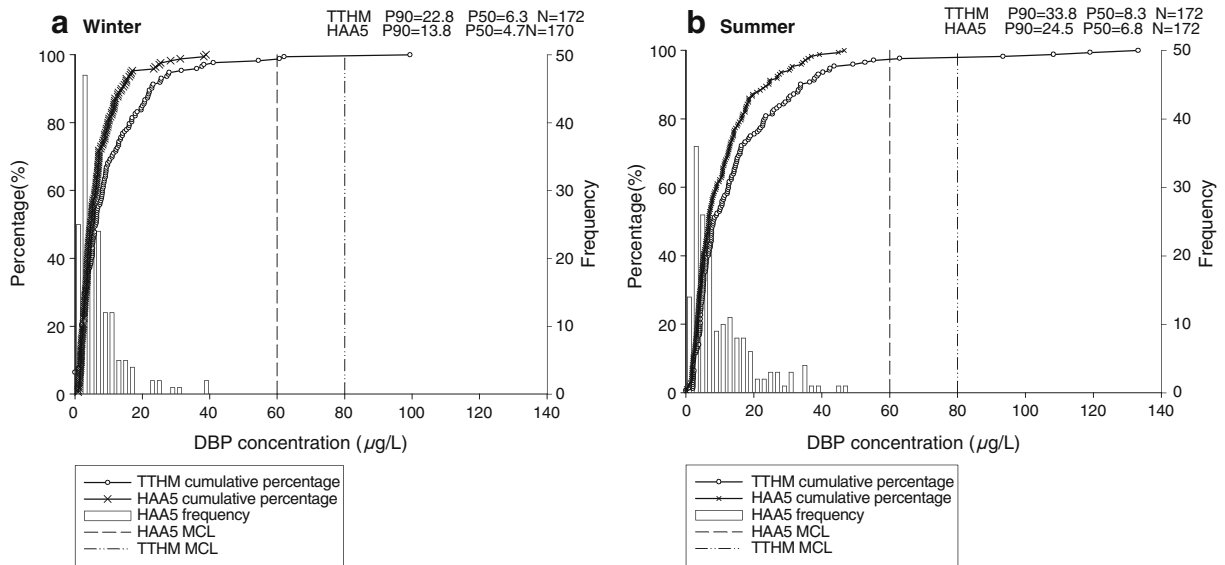 a Winter
TTHM P90=22.8 P50=6.3 N=172
HAA5 P90=13.8 P50=4.7N=170
100
80
60
40
20
0
Percentage(%)
50
40
30
20
10
0
Frequency
0 20 40 60 80 100 120 140
DBP concentration (µg/L)
TTHM cumulative percentage
HAA5 cumulative percentage
HAA5 frequency
HAA5 MCL
TTHM MCL
b Summer
TTHM P90=33.8 P50=8.3 N=172
HAA5 P90=24.5 P50=6.8 N=172
100
80
60
40
20
0
Percentage(%)
50
40
30
20
10
0
Frequency
0 20 40 60 80 100 120 140
DBP concentration (µg/L)
TTHM cumulative percentage
HAA5 cumulative percentage
HAA5 frequency
HAA5 MCL
TTHM MCL